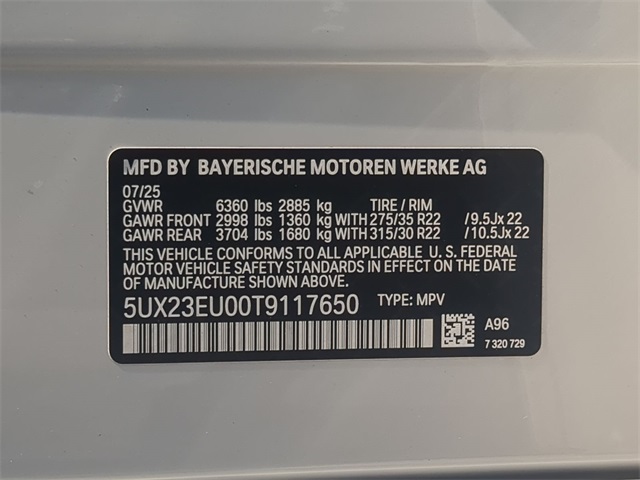 MFD BY BAYERISCHE MOTOREN WERKE AG
07/25
GVWR 6360 lbs 2885 kg TIRE / RIM
GAWR FRONT 2998 lbs 1360 kg WITH 275/35 R22 /9.5Jx 22
GAWR REAR 3704 lbs 1680 kg WITH 315/30 R22 /10.5Jx 22
THIS VEHICLE CONFORMS TO ALL APPLICABLE U. S. FEDERAL
MOTOR VEHICLE SAFETY STANDARDS IN EFFECT ON THE DATE
OF MANUFACTURE SHOWN ABOVE.
5UX23EU00T9117650 TYPE: MPV
A96
7 320 729